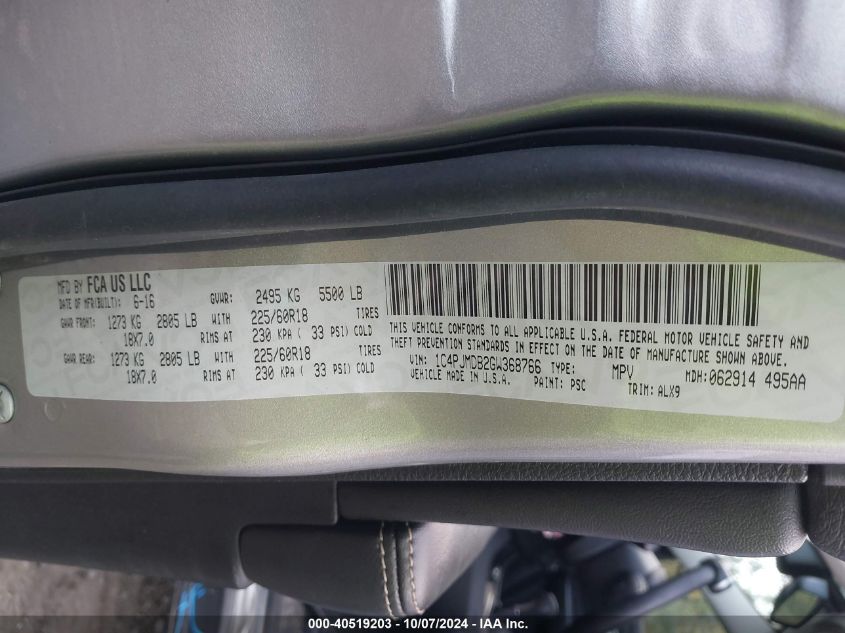 MFD BY FCA US LLC
DATE OF MFR(BUILT): 6-16 GVWR: 2495 KG 5500 LB
GAWR FRONT: 1273 KG 2805 LB WITH 225/60R18 TIRES
18X7.0 RIMS AT 230 KPA ( 33 PSI) COLD
GAWR REAR: 1273 KG 2805 LB WITH 225/60R18 TIRES
18X7.0 RIMS AT 230 KPA ( 33 PSI) COLD
THIS VEHICLE CONFORMS TO ALL APPLICABLE U.S.A. FEDERAL MOTOR VEHICLE SAFETY AND
THEFT PREVENTION STANDARDS IN EFFECT ON THE DATE OF MANUFACTURE SHOWN ABOVE.
VIN: 1C4PJMDB2GW368766 TYPE: MPV MDH:062914 495AA
VEHICLE MADE IN U.S.A. PAINT: PSC TRIM: ALX9
000-40519203 - 10/07/2024 - IAAI.COM